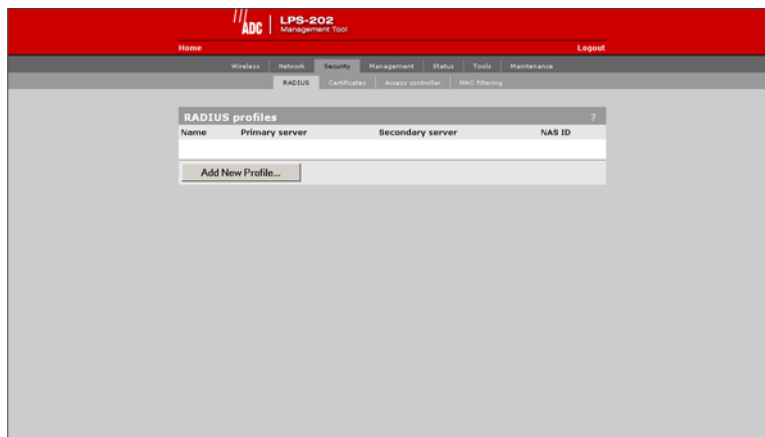 ADC LPS-202
Management Tool
Home Logout
Wireless Network Security Management Status Tools Maintenance
RADIUS Certificates Access controller MAC filtering
RADIUS profiles ?
Name Primary server Secondary server NAS ID
Add New Profile...